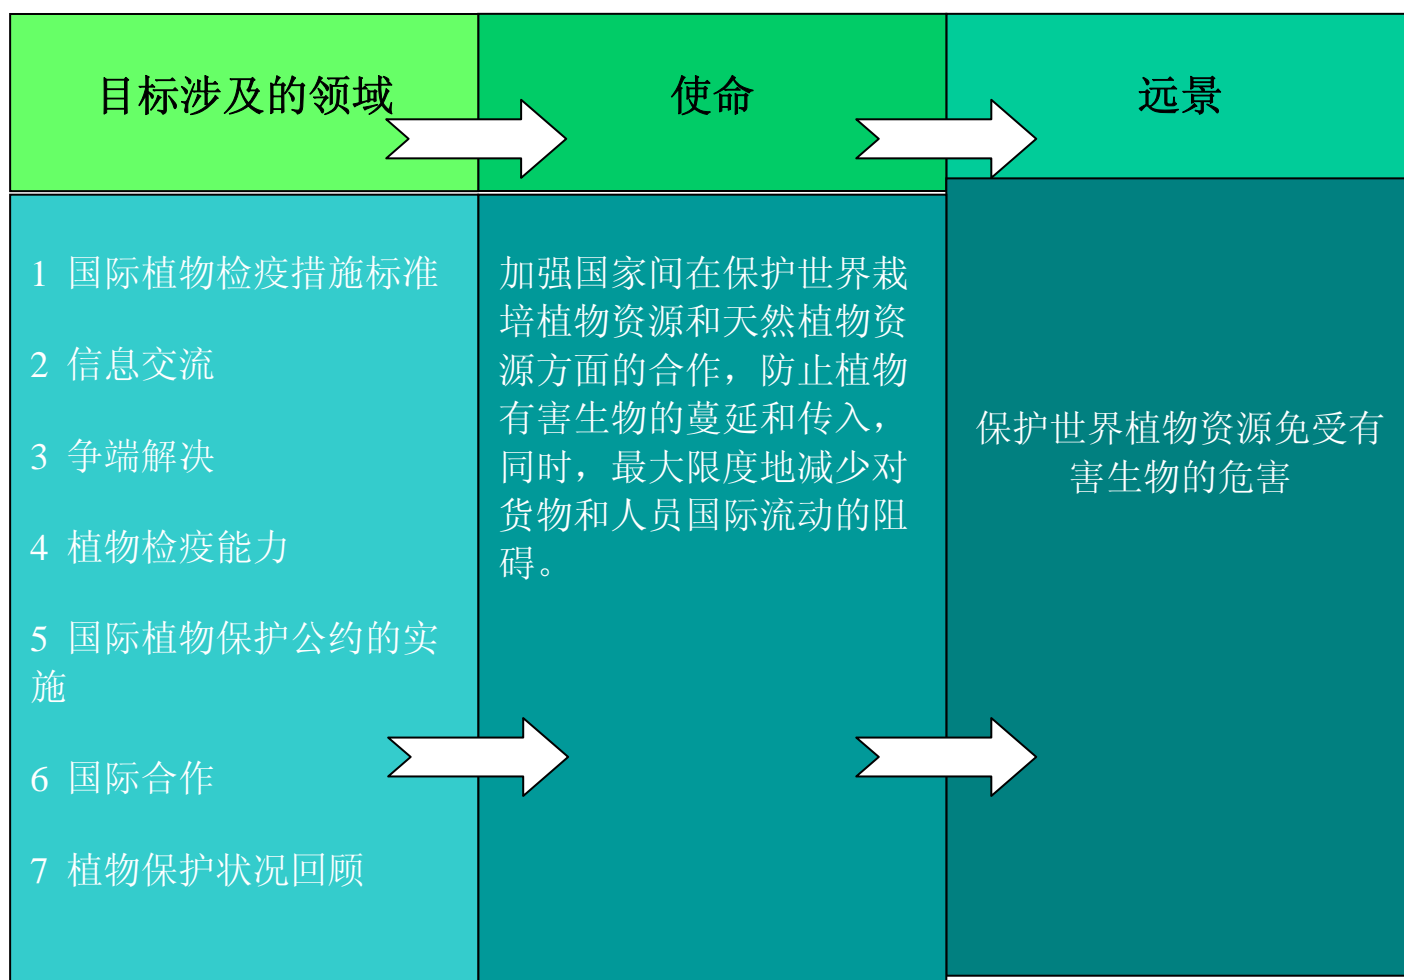 目标涉及的领域
使命
远景
1 国际植物检疫措施标准
2 信息交流
3 争端解决
4 植物检疫能力
5 国际植物保护公约的实
施
6 国际合作
7 植物保护状况回顾
加强国家间在保护世界栽
培植物资源和天然植物资
源方面的合作，防止植物
有害生物的蔓延和传入，
同时，最大限度地减少对
货物和人员国际流动的阻
碍。
保护世界植物资源免受有
害生物的危害